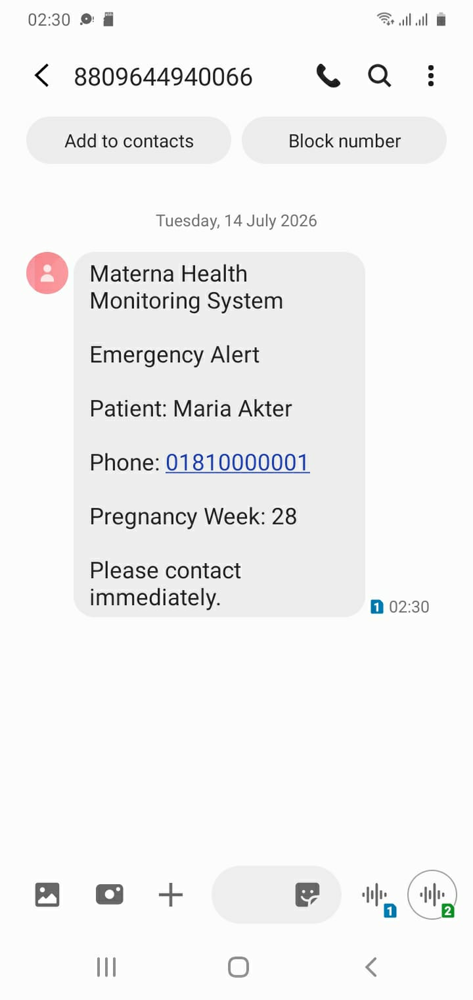 02:30
8809644940066
Add to contacts
Block number
Tuesday, 14 July 2026
Materna Health
Monitoring System
Emergency Alert
Patient: Maria Akter
Phone: 01810000001
Pregnancy Week: 28
Please contact
immediately.
1 02:30
1
2